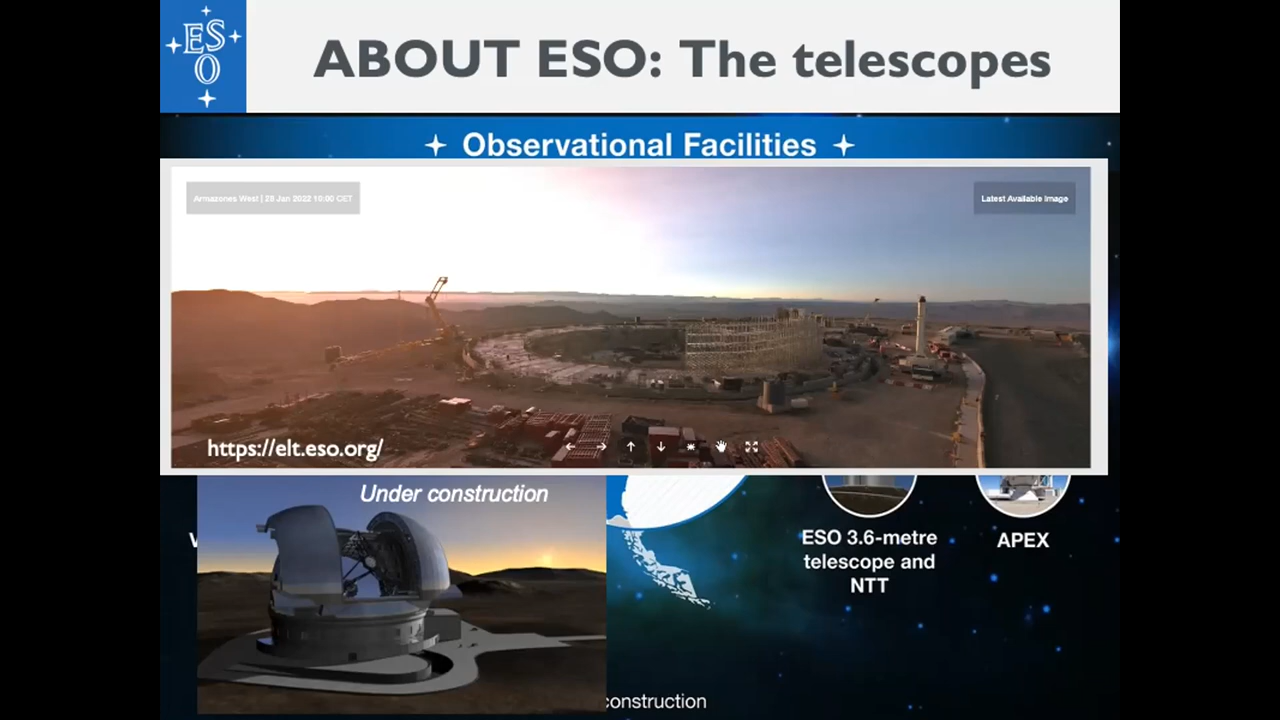 ESO
ABOUT ESO: The telescopes
Observational Facilities
Armazones West | 28 Jan 2022 10:00 CET
Latest Available Image
https://elt.eso.org/
Under construction
V
ESO 3.6-metre
telescope and
NTT
APEX
construction